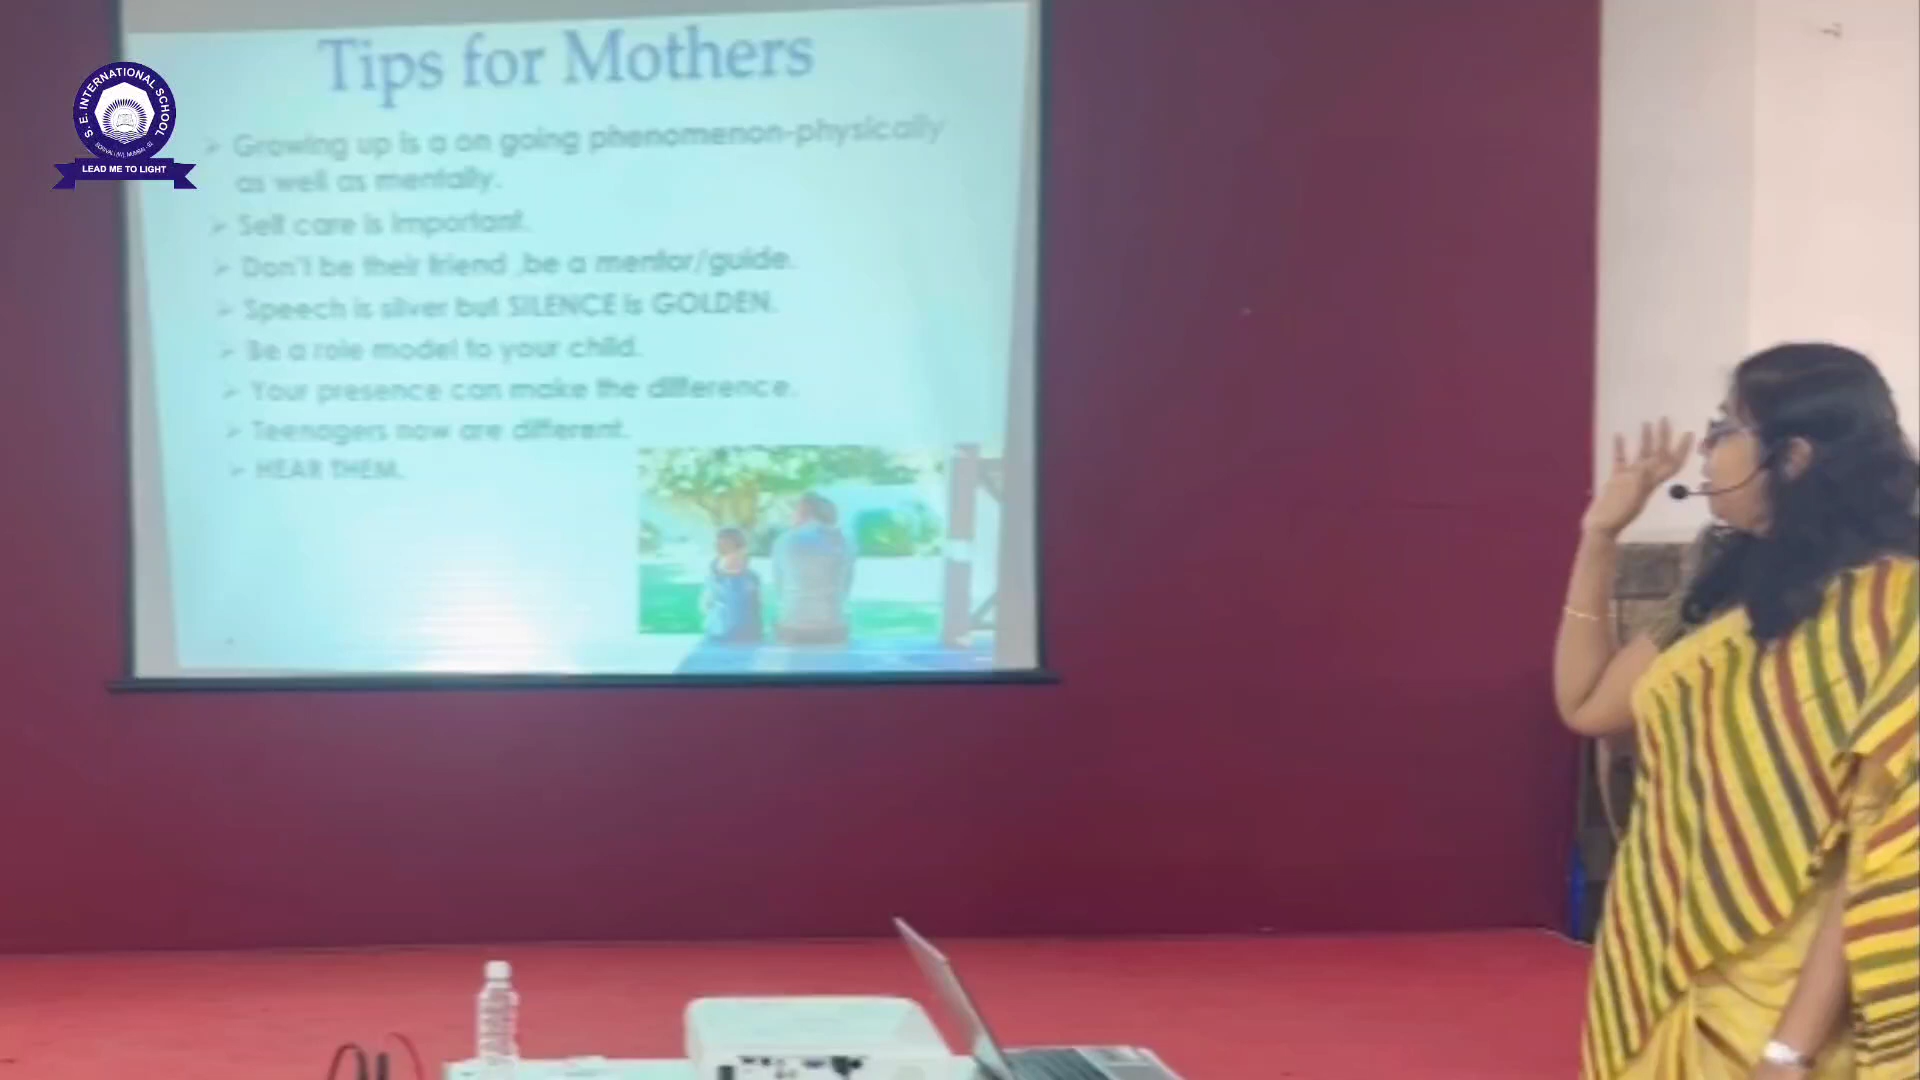 Tips for Mothers
Growing up is a on going phenomenon-physically
as well as mentally.
Self care is important.
Don't be their friend ,be a mentor/guide.
Speech is silver but SILENCE is GOLDEN.
Be a role model to your child.
Your presence can make the difference.
Teenagers now are different.
HEAR THEM.
S. E. INTERNATIONAL SCHOOL
BORIVALI (W), MUMBAI
LEAD ME TO LIGHT